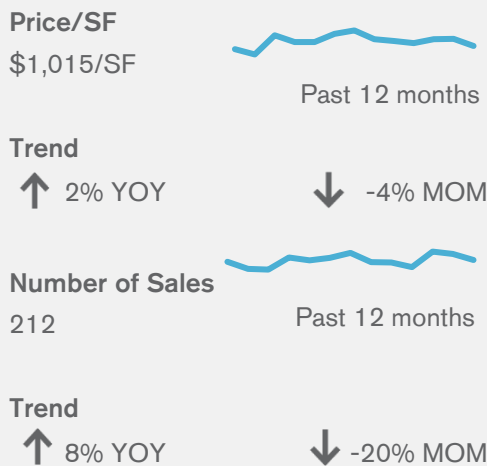 Price/SF
$1,015/SF
Past 12 months
Trend
2% YOY -4% MOM
Number of Sales
212
Past 12 months
Trend
8% YOY -20% MOM